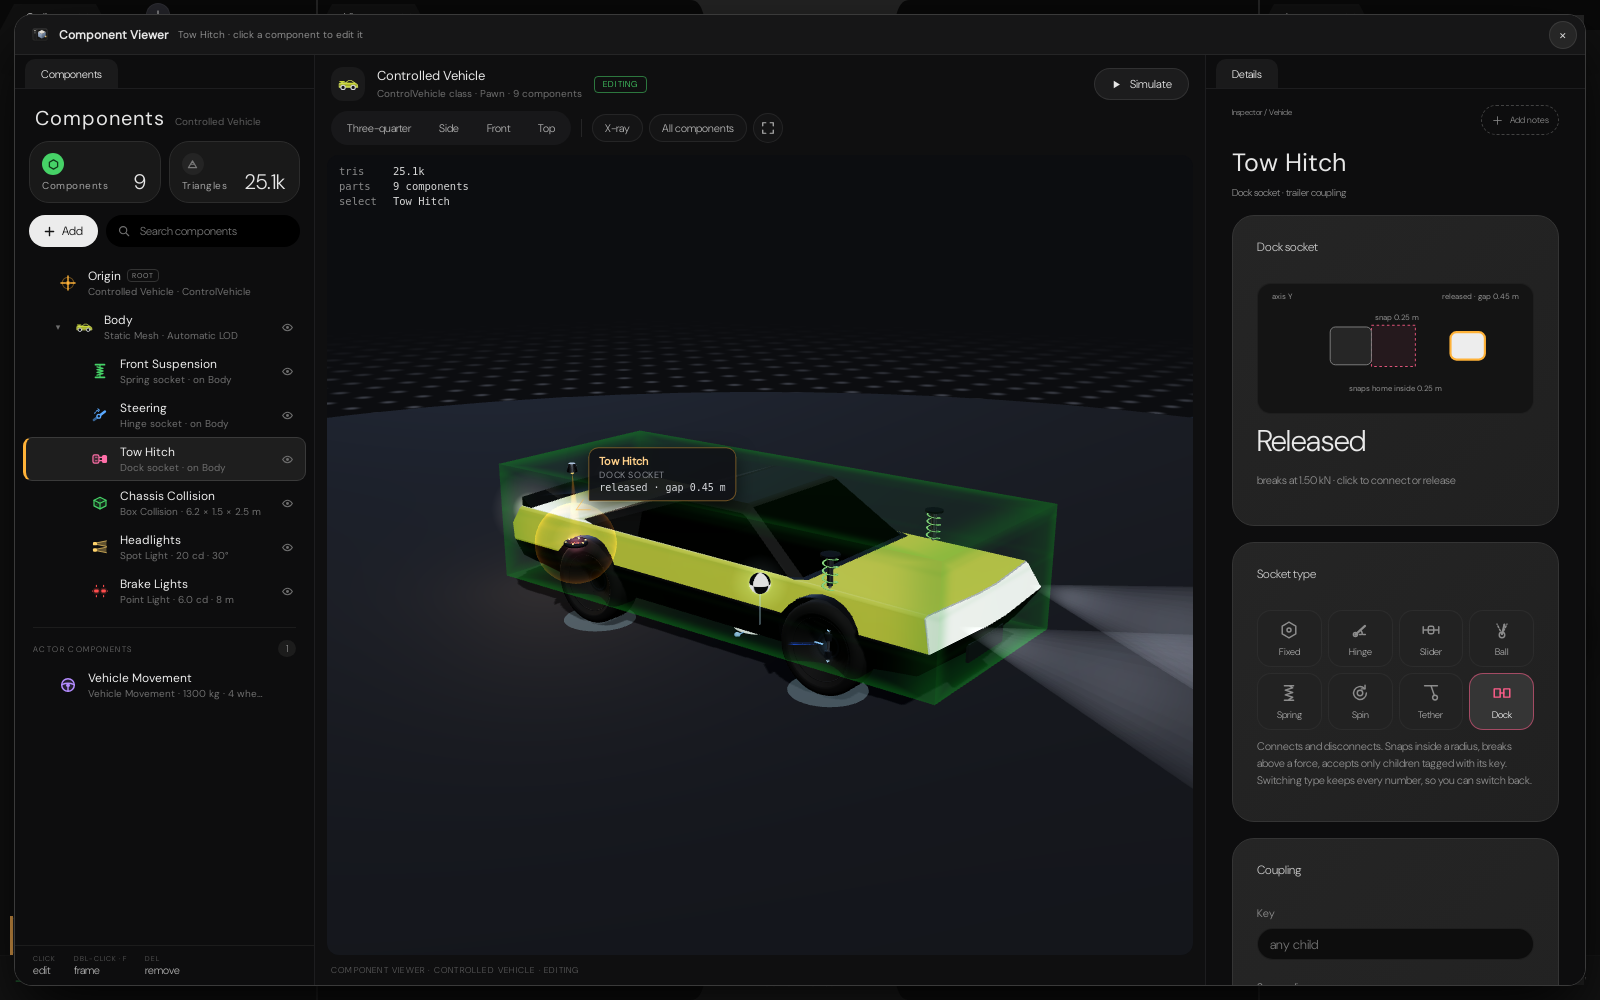 Component Viewer Tow Hitch · click a component to edit it ×
Components
Components Controlled Vehicle
Components 9
Triangles 25.1k
Add
Search components
Origin ROOT
Controlled Vehicle · ControlVehicle
Body
Static Mesh · Automatic LOD
Front Suspension
Spring socket · on Body
Steering
Hinge socket · on Body
Tow Hitch
Dock socket · on Body
Chassis Collision
Box Collision · 6.2 × 1.5 × 2.5 m
Headlights
Spot Light · 20 cd · 30°
Brake Lights
Point Light · 6.0 cd · 8 m
ACTOR COMPONENTS 1
Vehicle Movement
Vehicle Movement · 1300 kg · 4 whe...
CLICK DBL-CLICK · F DEL
edit frame remove
Controlled Vehicle
ControlVehicle class · Pawn · 9 components
EDITING
Simulate
Three-quarter Side Front Top X-ray All components
tris 25.1k
parts 9 components
select Tow Hitch
Tow Hitch
DOCK SOCKET
released · gap 0.45 m
COMPONENT VIEWER · CONTROLLED VEHICLE · EDITING
Details
Inspector / Vehicle
Add notes
Tow Hitch
Dock socket · trailer coupling
Dock socket
axis Y released · gap 0.45 m
snap 0.25 m
snaps home inside 0.25 m
Released
breaks at 1.50 kN · click to connect or release
Socket type
Fixed Hinge Slider Ball
Spring Spin Tether Dock
Connects and disconnects. Snaps inside a radius, breaks
above a force, accepts only children tagged with its key.
Switching type keeps every number, so you can switch back.
Coupling
Key
any child